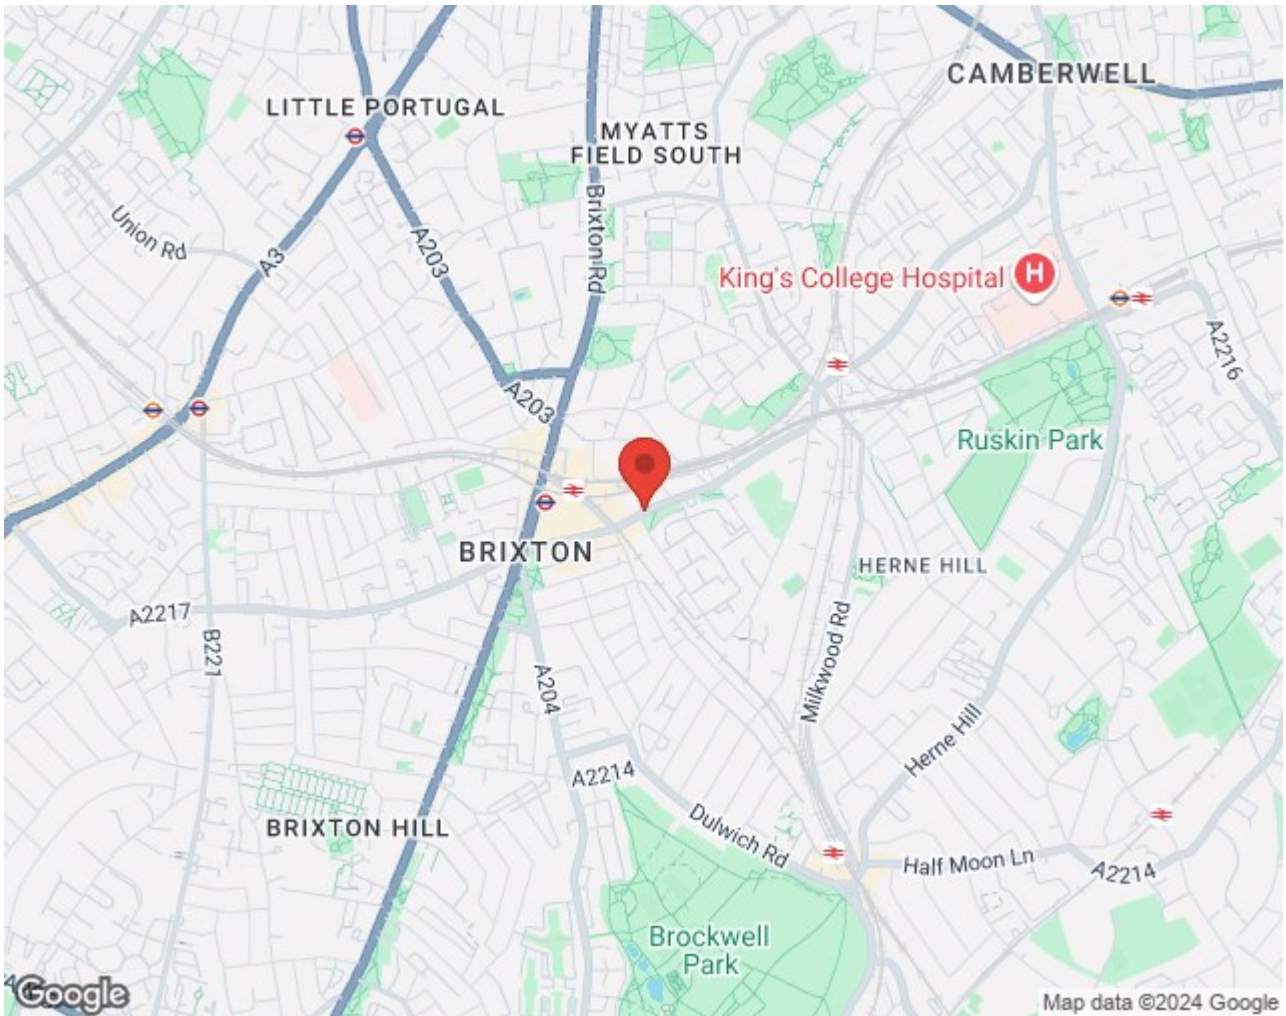 CAMBERWELL
LITTLE PORTUGAL
MYATTS
FIELD SOUTH
Union Rd
A3
A203
Brixton Rd
King's College Hospital
H
A2216
A203
Ruskin Park
BRIXTON
HERNE HILL
A2217
B221
A204
Milkwood Rd
Herne Hill
A2214
BRIXTON HILL
Dulwich Rd
Half Moon Ln
A2214
Brockwell
Park
Google
Map data ©2024 Google